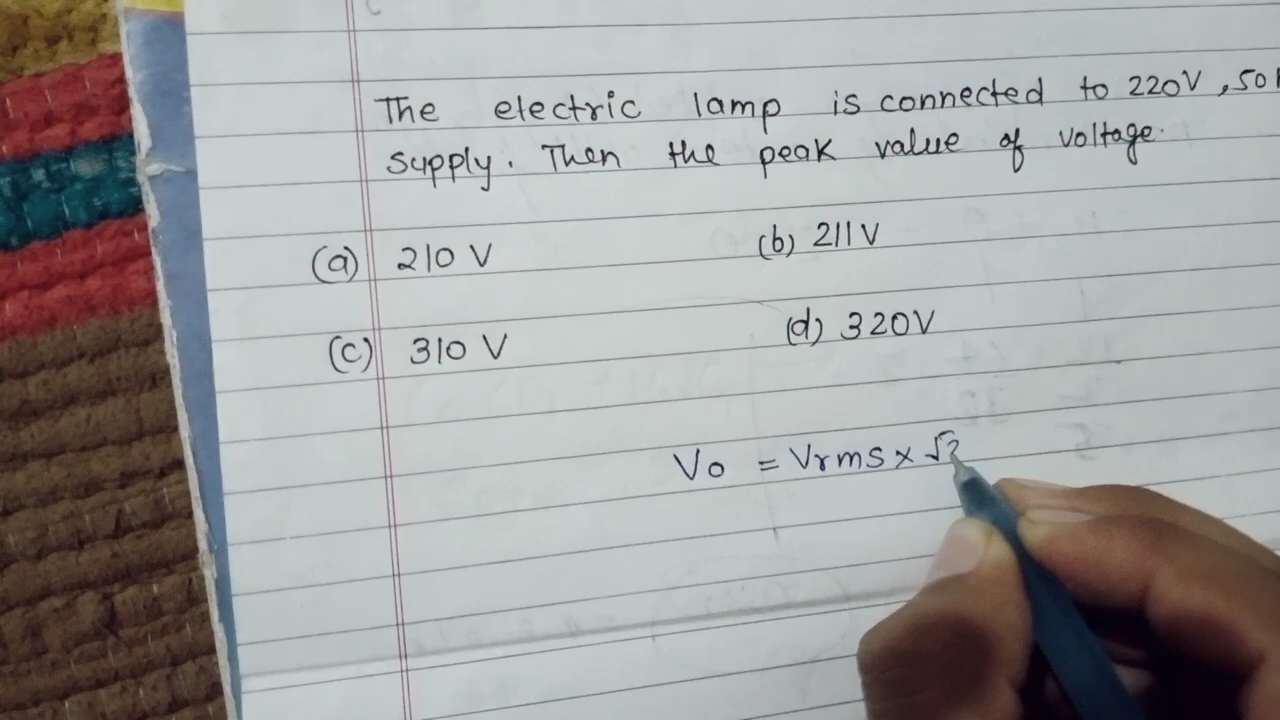 The electric lamp is connected to 220V, 50
supply. Then the peak value of voltage.
(a) 210 V
(b) 211 V
(c) 310 V
(d) 320V
Vo = Vrms × √2